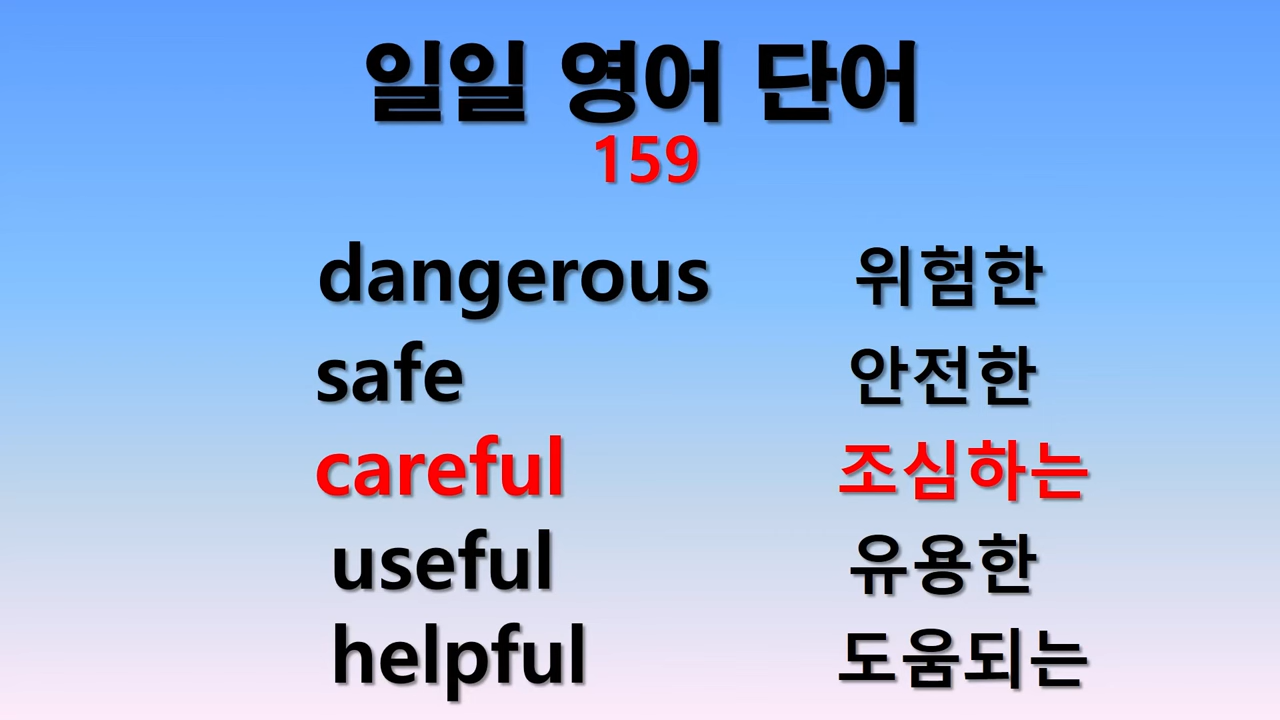 일일 영어 단어
159
dangerous 위험한
safe 안전한
careful 조심하는
useful 유용한
helpful 도움되는